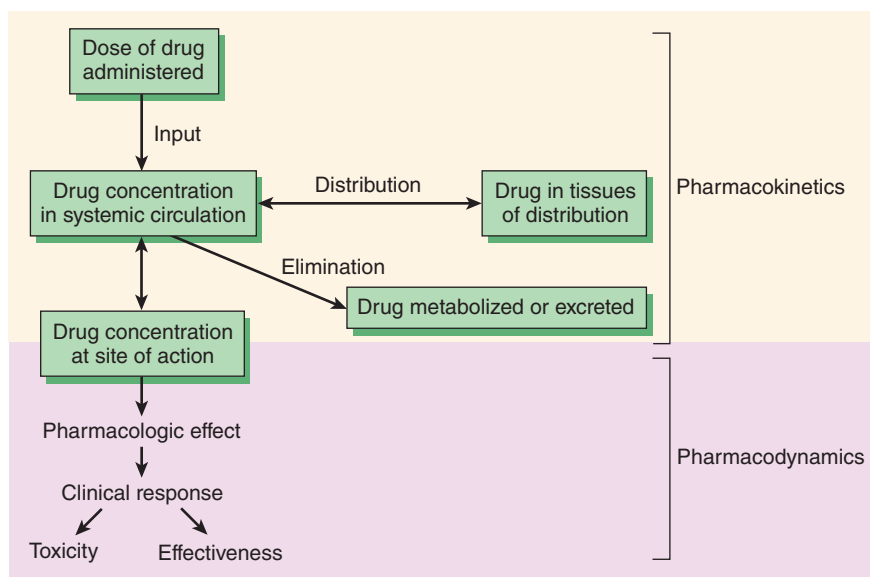 Dose of drug
administered
Input
Drug concentration
in systemic circulation
Distribution
Drug in tissues
of distribution
Pharmacokinetics
Elimination
Drug metabolized or excreted
Drug concentration
at site of action
Pharmacologic effect
Pharmacodynamics
Clinical response
Toxicity
Effectiveness